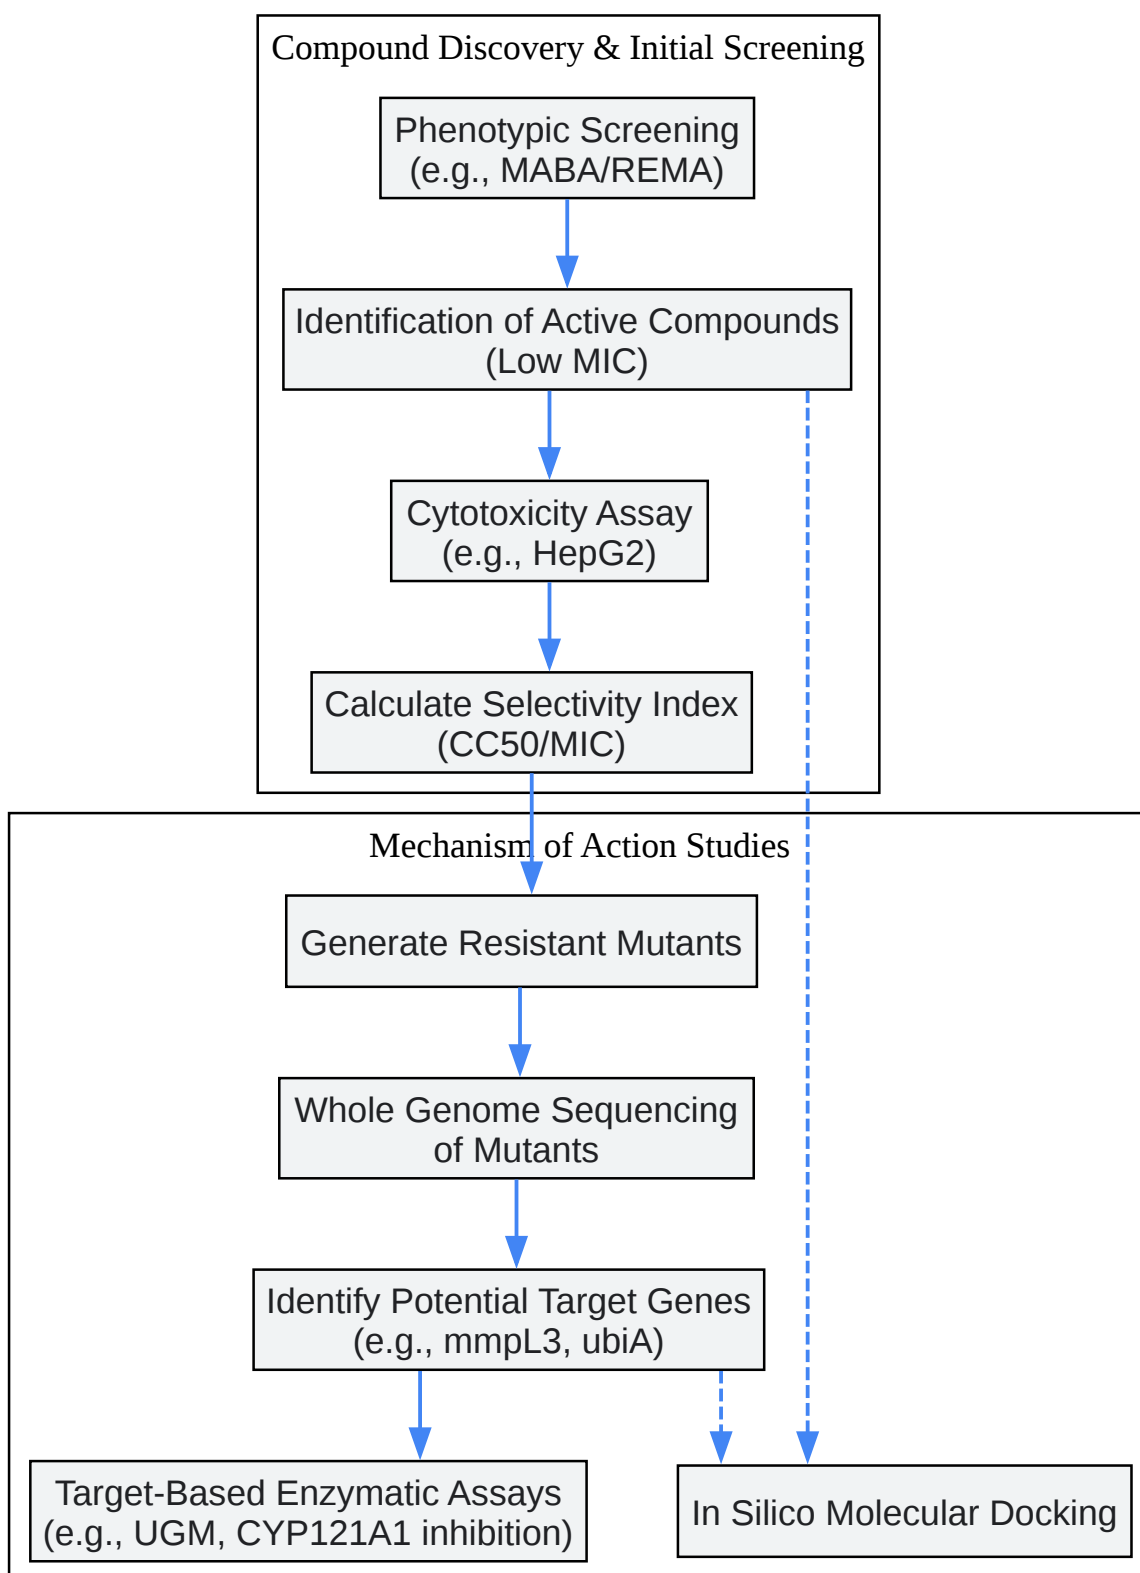 Compound Discovery & Initial Screening
Phenotypic Screening
(e.g., MABA/REMA)
Identification of Active Compounds
(Low MIC)
Cytotoxicity Assay
(e.g., HepG2)
Calculate Selectivity Index
(CC50/MIC)
Mechanism of Action Studies
Generate Resistant Mutants
Whole Genome Sequencing
of Mutants
Identify Potential Target Genes
(e.g., mmpL3, ubiA)
Target-Based Enzymatic Assays
(e.g., UGM, CYP121A1 inhibition)
In Silico Molecular Docking